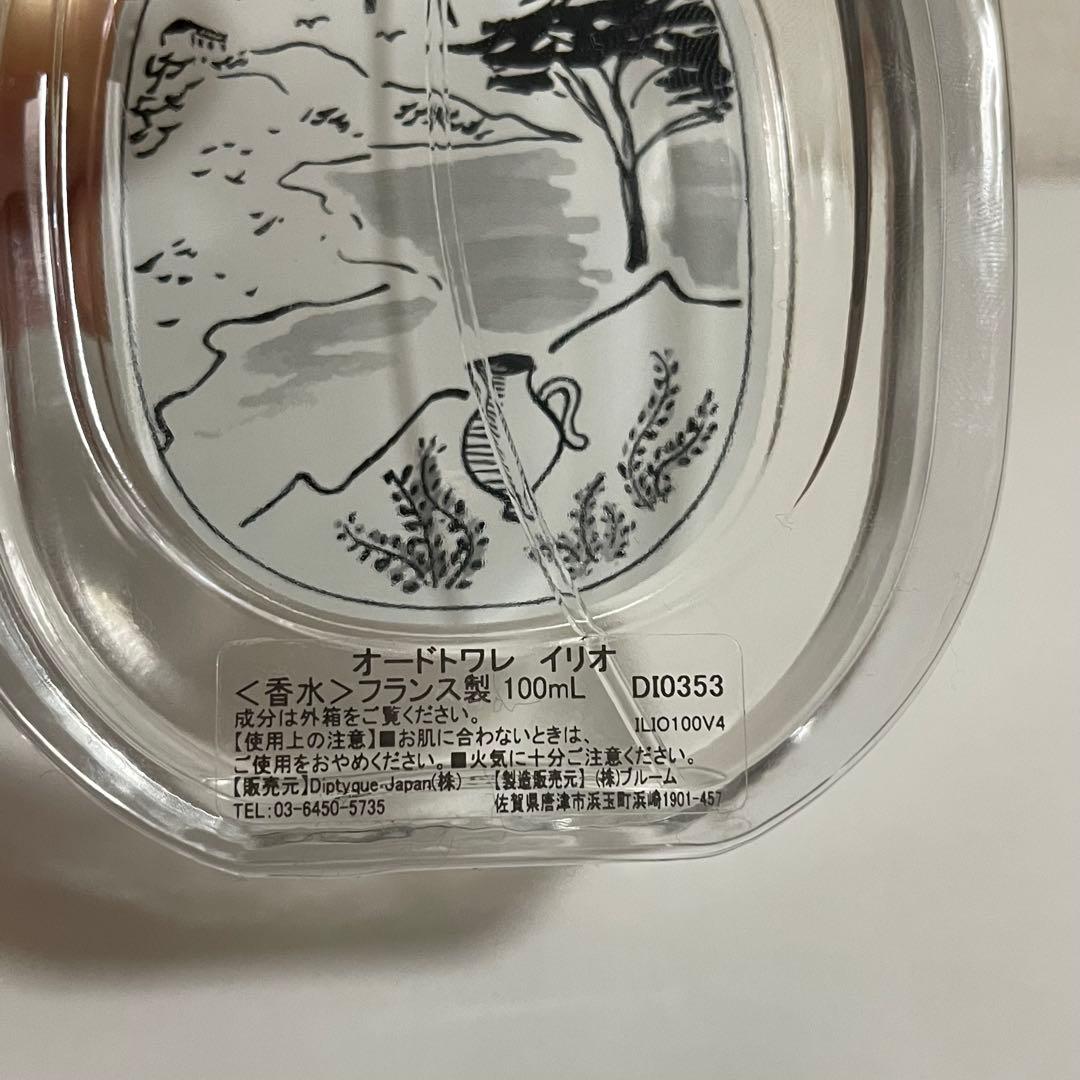 オードトワレ イリオ
＜香水＞フランス製 100mL DI0353
成分は外箱をご覧ください。 ILIO100V4
【使用上の注意】■お肌に合わないときは、
ご使用をおやめください。■火気に十分ご注意ください。
【販売元】Diptyque Japan(株) 【製造販売元】(株)ブルーム
TEL:03-6450-5735 佐賀県唐津市浜玉町浜崎1901-457